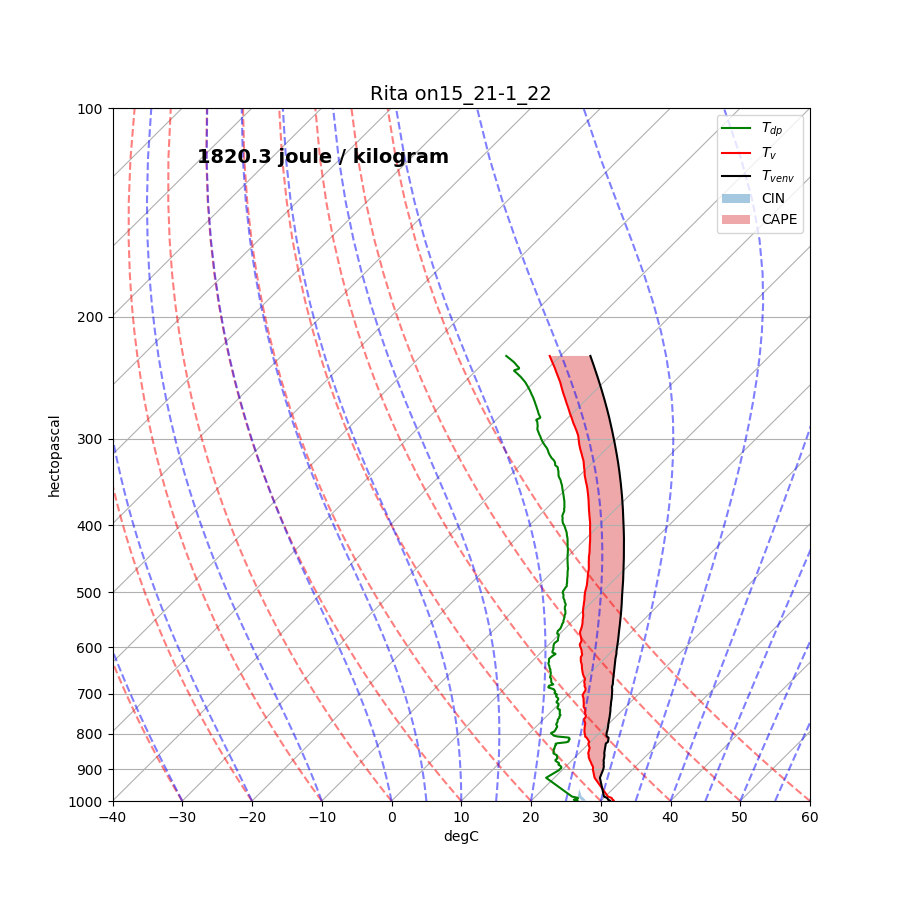 Rita on15_21-1_22
1820.3 joule / kilogram
T_dp
T_v
T_venv
CIN
CAPE
100
200
300
400
500
600
700
800
900
1000
hectopascal
−40 −30 −20 −10 0 10 20 30 40 50 60
degC